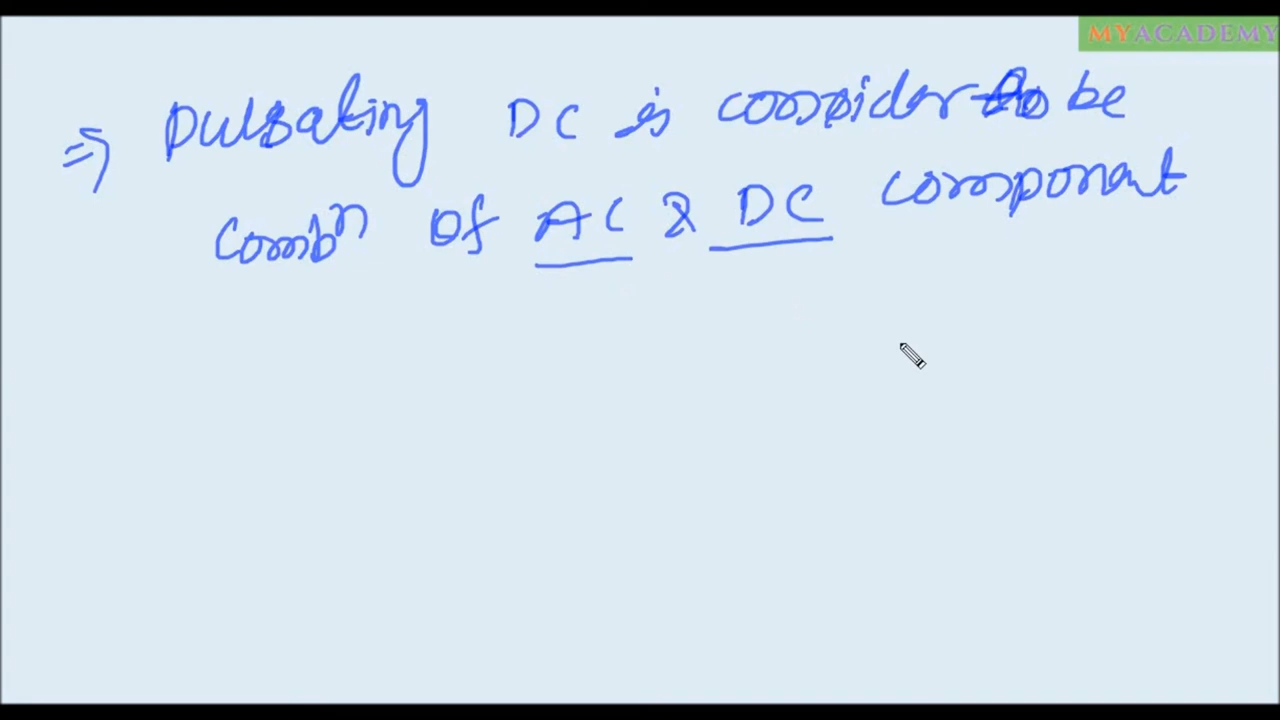 MYACADEMY
⇒ Pulsating DC is consider to be
combⁿ of AC & DC component